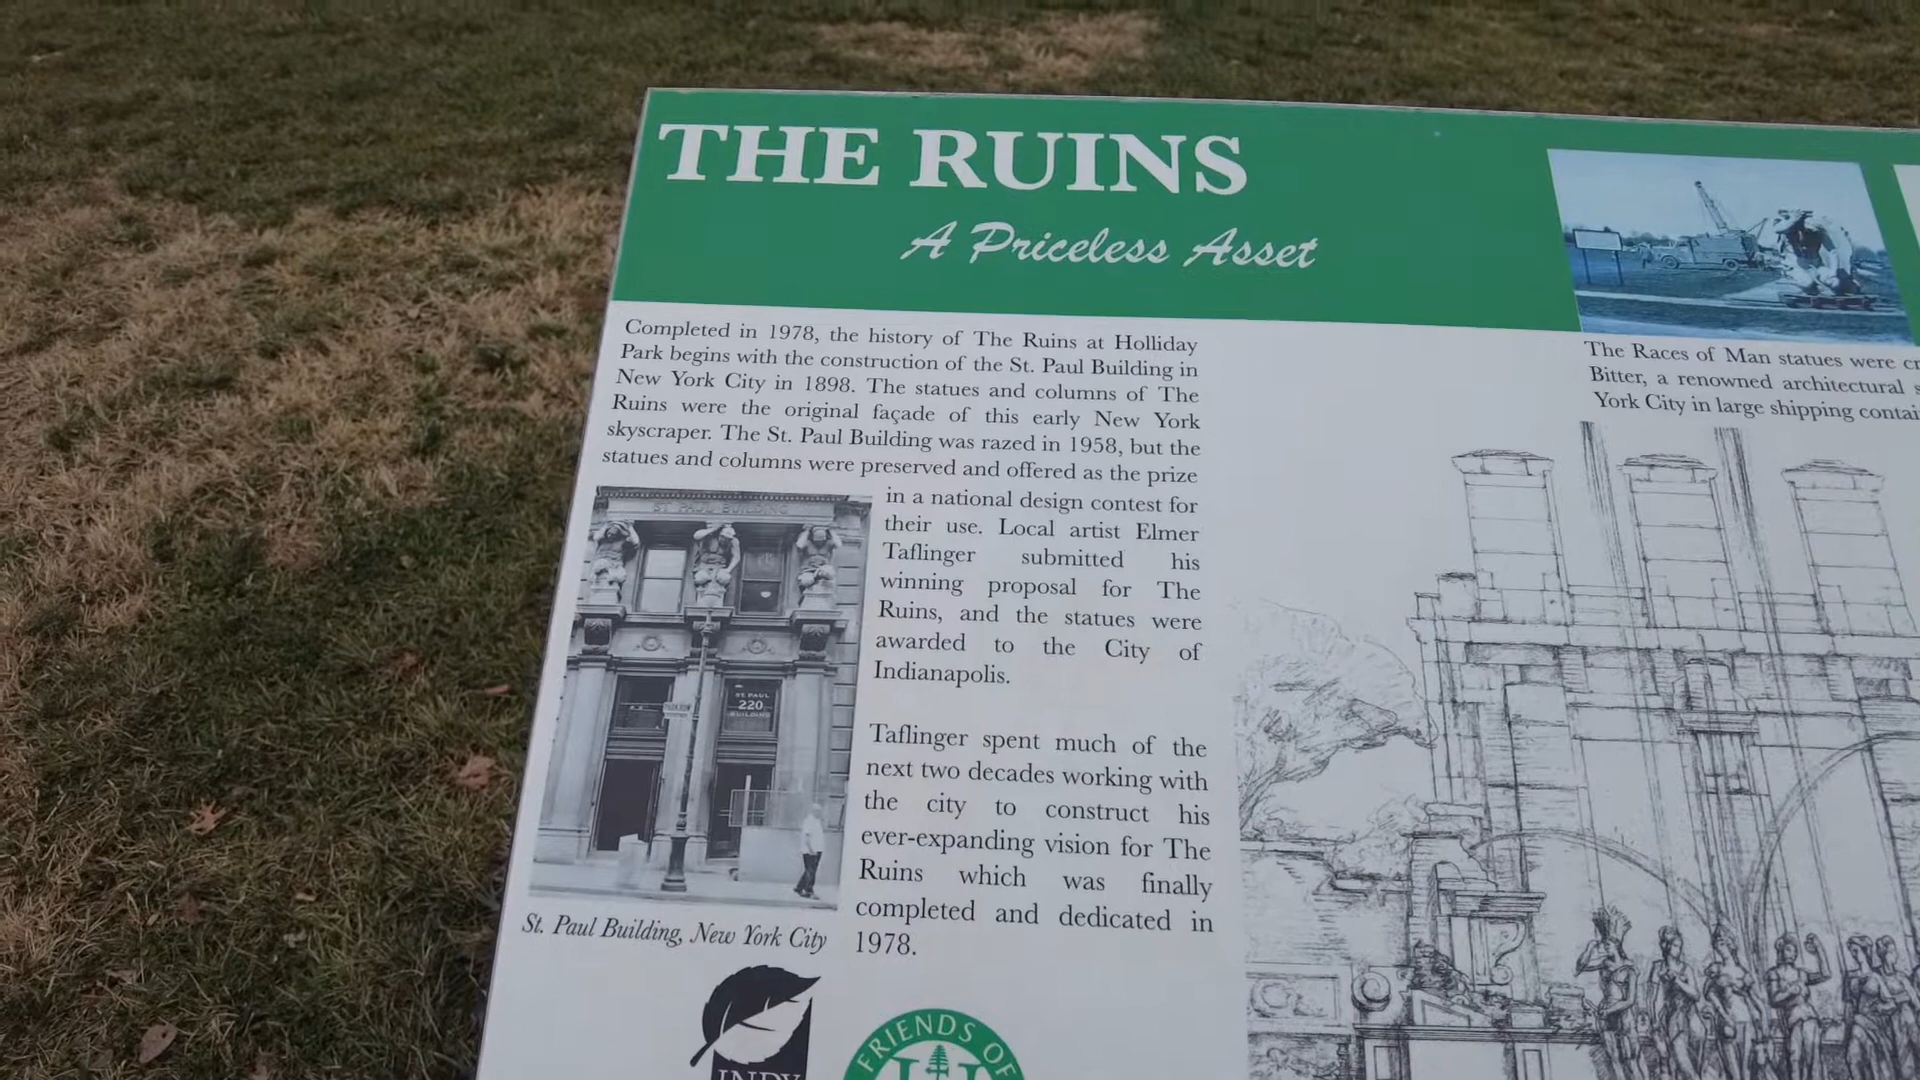 THE RUINS
A Priceless Asset
Completed in 1978, the history of The Ruins at Holliday
Park begins with the construction of the St. Paul Building in
New York City in 1898. The statues and columns of The
Ruins were the original façade of this early New York
skyscraper. The St. Paul Building was razed in 1958, but the
statues and columns were preserved and offered as the prize
in a national design contest for
their use. Local artist Elmer
Taflinger submitted his
winning proposal for The
Ruins, and the statues were
awarded to the City of
Indianapolis.
Taflinger spent much of the
next two decades working with
the city to construct his
ever-expanding vision for The
Ruins which was finally
completed and dedicated in
1978.
ST PAUL BUILDING
ST. PAUL
220
BUILDING
St. Paul Building, New York City
INDY
FRIENDS OF
The Races of Man statues were
Bitter, a renowned architectural
York City in large shipping